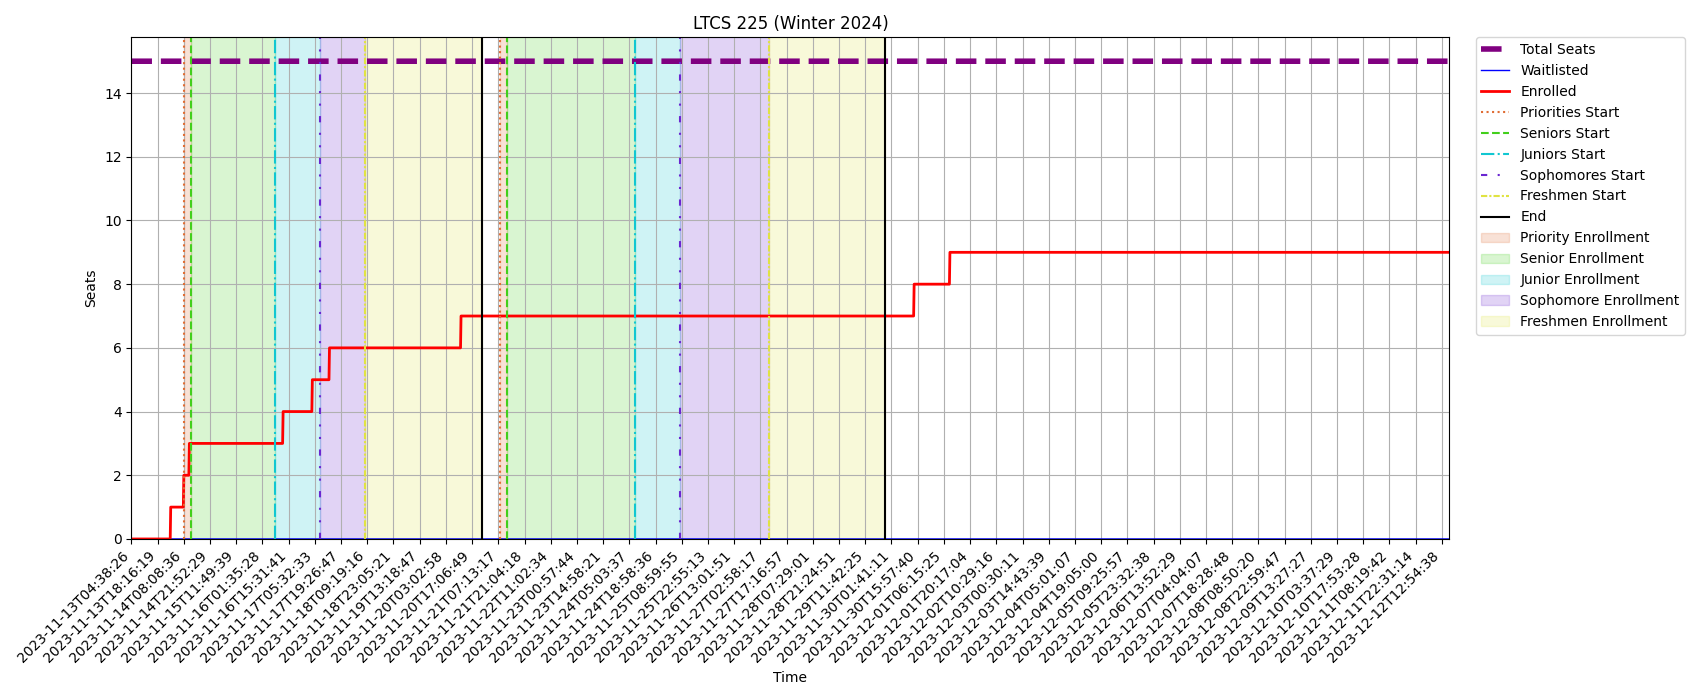 LTCS 225 (Winter 2024)
Seats
14
12
10
8
6
4
2
0
2023-11-13T04:38:26
2023-11-13T18:16:19
2023-11-14T08:08:36
2023-11-14T21:52:29
2023-11-15T11:49:39
2023-11-16T01:35:28
2023-11-16T15:31:41
2023-11-17T05:32:33
2023-11-17T19:26:47
2023-11-18T09:19:16
2023-11-18T23:05:21
2023-11-19T13:18:47
2023-11-20T03:02:58
2023-11-20T17:06:49
2023-11-21T07:13:17
2023-11-21T21:04:18
2023-11-22T11:02:34
2023-11-23T00:57:44
2023-11-23T14:58:21
2023-11-24T05:03:37
2023-11-24T18:58:36
2023-11-25T08:59:55
2023-11-25T22:55:13
2023-11-26T13:01:51
2023-11-27T02:58:17
2023-11-27T17:16:57
2023-11-28T07:29:01
2023-11-28T21:24:51
2023-11-29T11:42:25
2023-11-30T01:41:11
2023-11-30T15:57:40
2023-12-01T06:15:25
2023-12-01T20:17:04
2023-12-02T10:29:16
2023-12-03T00:30:11
2023-12-03T14:43:39
2023-12-04T05:01:07
2023-12-04T19:05:00
2023-12-05T09:25:57
2023-12-05T23:32:38
2023-12-06T13:52:29
2023-12-07T04:04:07
2023-12-07T18:28:48
2023-12-08T08:50:20
2023-12-08T22:59:47
2023-12-09T13:27:27
2023-12-10T03:37:29
2023-12-10T17:53:28
2023-12-11T08:19:42
2023-12-11T22:31:14
2023-12-12T12:54:38
Time
Total Seats
Waitlisted
Enrolled
Priorities Start
Seniors Start
Juniors Start
Sophomores Start
Freshmen Start
End
Priority Enrollment
Senior Enrollment
Junior Enrollment
Sophomore Enrollment
Freshmen Enrollment